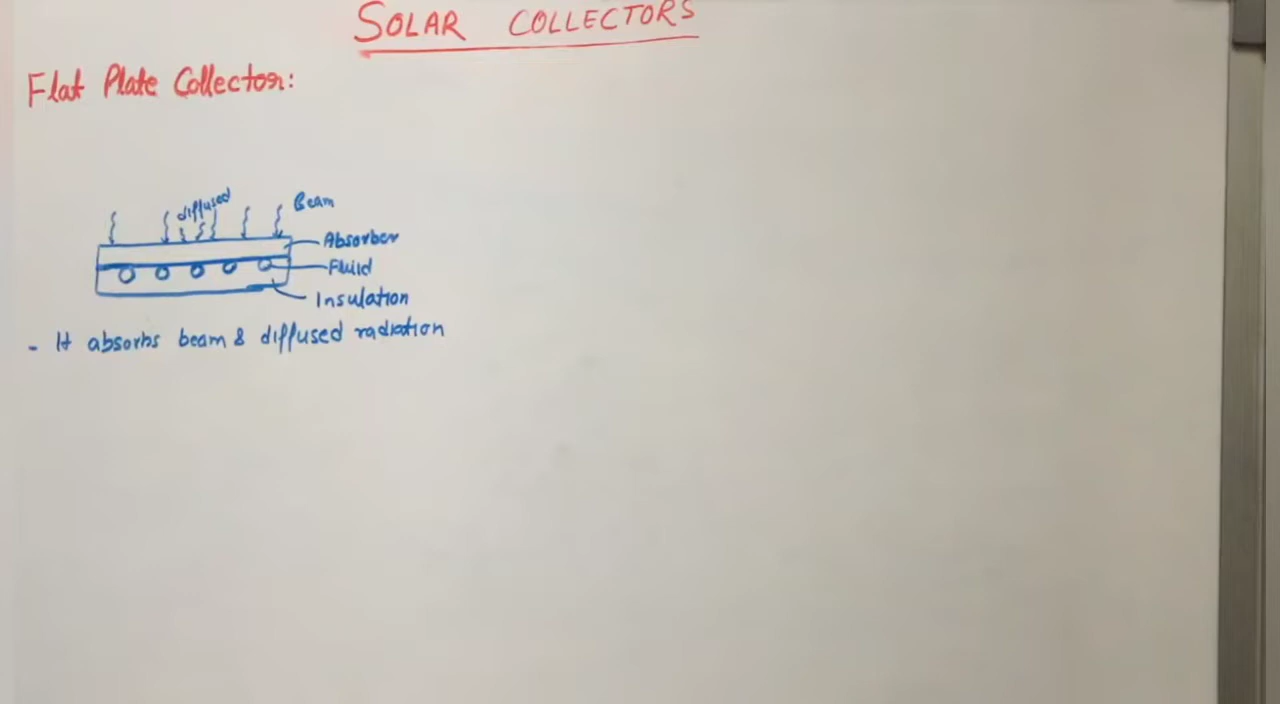 SOLAR COLLECTORS
Flat Plate Collector:
diffused
Beam
Absorber
Fluid
Insulation
- It absorbs beam & diffused radiation